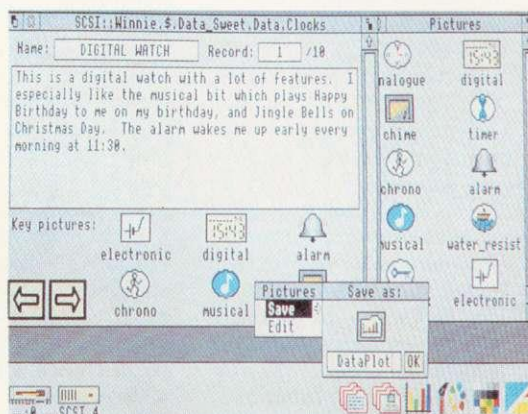 SCSI::Winnie.$.Data_Sweet.Data.Clocks
Name: DIGITAL WATCH Record: 1 /10
This is a digital watch with a lot of features. I
especially like the musical bit which plays Happy
Birthday to me on my birthday, and Jingle Bells on
Christmas Day. The alarm wakes me up early every
morning at 11:30.
Key pictures:
electronic digital alarm
chrono musical
Pictures
nalogue digital
chime timer
chrono alarm
musical water_resist
electronic
Pictures
Save
Edit
Save as:
DataPlot OK
:0 SCSI 4